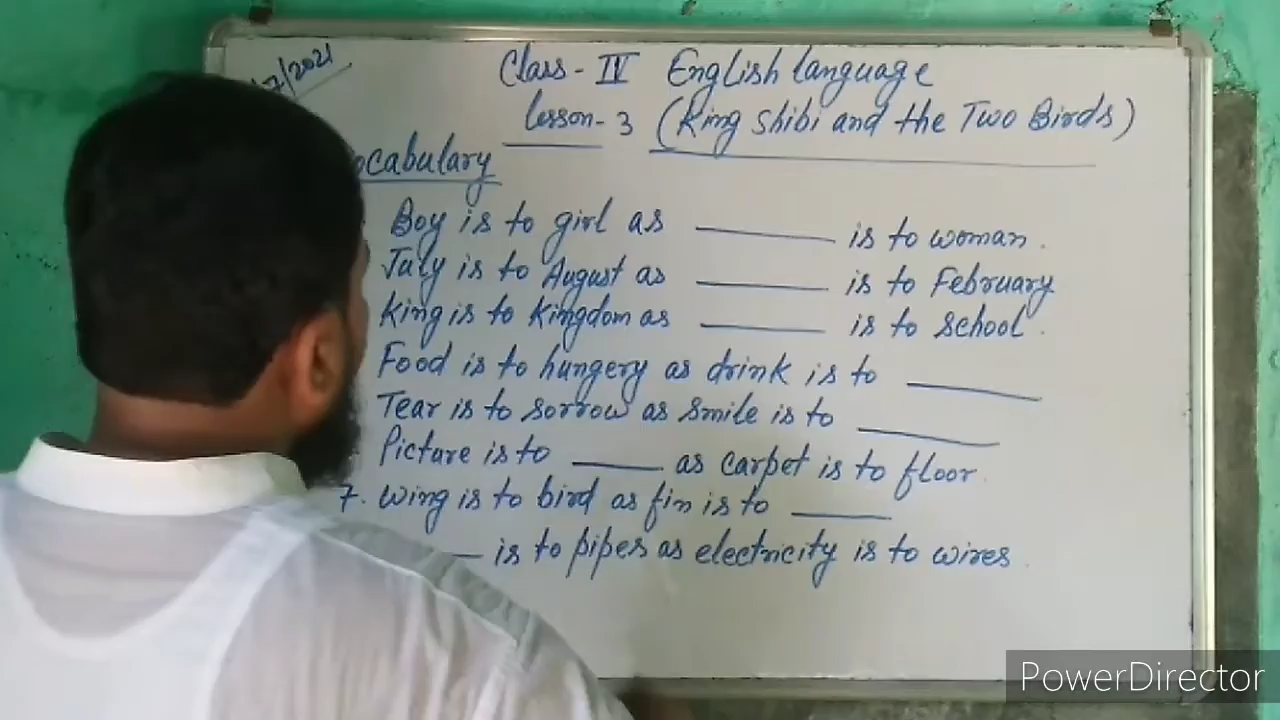 7/2021
Class - IV English language
Lesson - 3 (King Shibi and the Two Birds)
ocabulary
Boy is to girl as ______ is to woman.
July is to August as ______ is to February
King is to Kingdom as ______ is to school.
Food is to hungery as drink is to ______
Tear is to sorrow as smile is to ______
Picture is to ______ as carpet is to floor.
7. Wing is to bird as fin is to ______
______ is to pipes as electricity is to wires.
PowerDirector